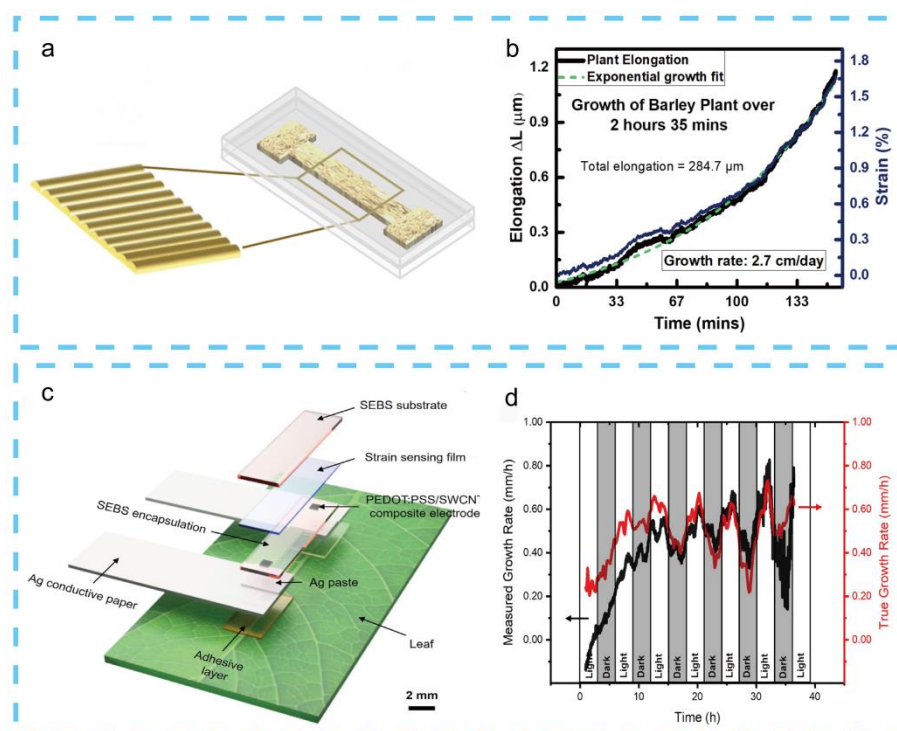 a
b
Plant Elongation
Exponential growth fit
Growth of Barley Plant over
2 hours 35 mins
Total elongation = 284.7 μm
Growth rate: 2.7 cm/day
Elongation ΔL (μm)
1.2
0.9
0.6
0.3
0.0
Strain (%)
1.8
1.5
1.2
0.9
0.6
0.3
0.0
0 33 67 100 133
Time (mins)
c
SEBS substrate
Strain sensing film
PEDOT:PSS/SWCN
composite electrode
SEBS encapsulation
Ag paste
Ag conductive paper
Leaf
Adhesive
layer
2 mm
d
Measured Growth Rate (mm/h)
1.00
0.80
0.60
0.40
0.20
0.00
True Growth Rate (mm/h)
1.00
0.80
0.60
0.40
0.20
0.00
Light Dark Light Dark Light Dark Light Dark Light Dark Light Dark Light
0 10 20 30 40
Time (h)